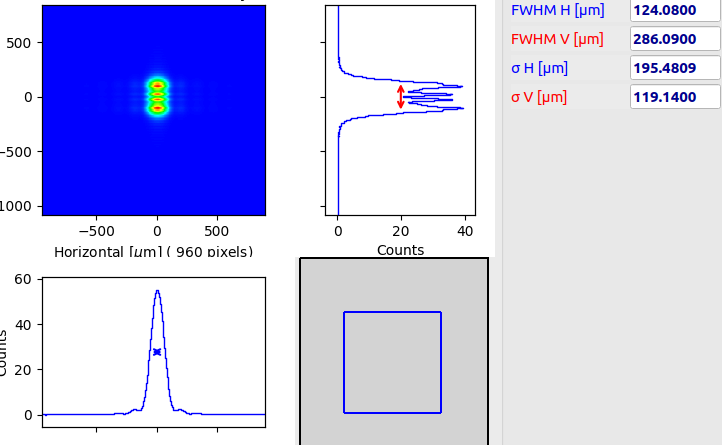 FWHM H [µm] 124.0800
FWHM V [µm] 286.0900
σ H [µm] 195.4809
σ V [µm] 119.1400
500
0
−500
1000
−500 0 500
Horizontal [µm] ( 960 pixels)
0 20 40
Counts
60
40
20
0
Counts